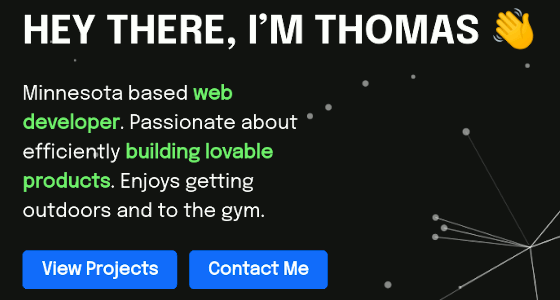 HEY THERE, I’M THOMAS 👋
Minnesota based web
developer. Passionate about
efficiently building lovable
products. Enjoys getting
outdoors and to the gym.
View Projects
Contact Me